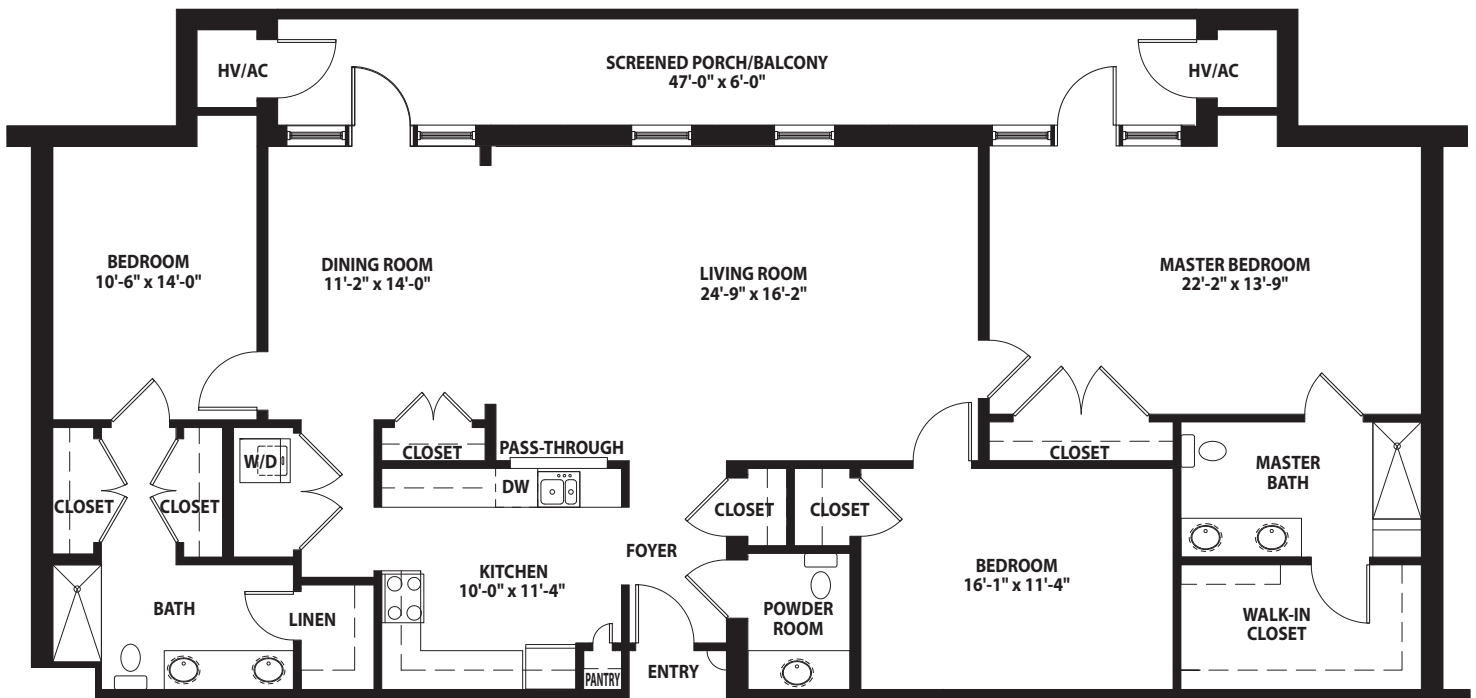 HV/AC
SCREENED PORCH/BALCONY
47'-0" x 6'-0"
HV/AC
BEDROOM
10'-6" x 14'-0"
DINING ROOM
11'-2" x 14'-0"
LIVING ROOM
24'-9" x 16'-2"
MASTER BEDROOM
22'-2" x 13'-9"
CLOSET
CLOSET
W/D
CLOSET
PASS-THROUGH
DW
CLOSET
CLOSET
CLOSET
MASTER
BATH
FOYER
KITCHEN
10'-0" x 11'-4"
BEDROOM
16'-1" x 11'-4"
BATH
LINEN
POWDER
ROOM
WALK-IN
CLOSET
PANTRY
ENTRY